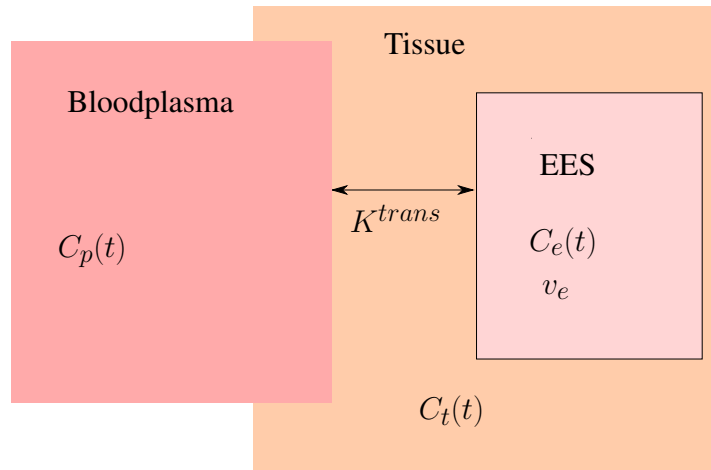 Tissue
Bloodplasma
EES
K^{trans}
C_p(t)
C_e(t)
v_e
C_t(t)